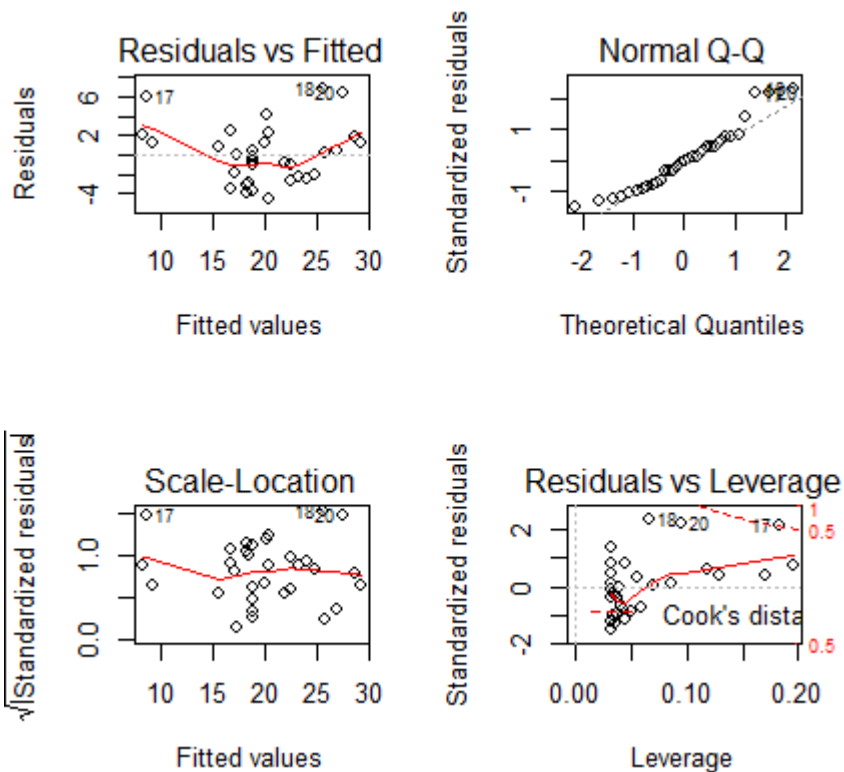 Residuals vs Fitted
Residuals
6
2
-4
17
18
20
10 15 20 25 30
Fitted values
Normal Q-Q
Standardized residuals
1
-1
-2 -1 0 1 2
Theoretical Quantiles
Scale-Location
√|Standardized residuals|
1.0
0.0
17
18
20
10 15 20 25 30
Fitted values
Residuals vs Leverage
Standardized residuals
2
0
-2
18
20
17
1
0.5
Cook's dista
0.5
0.00 0.10 0.20
Leverage